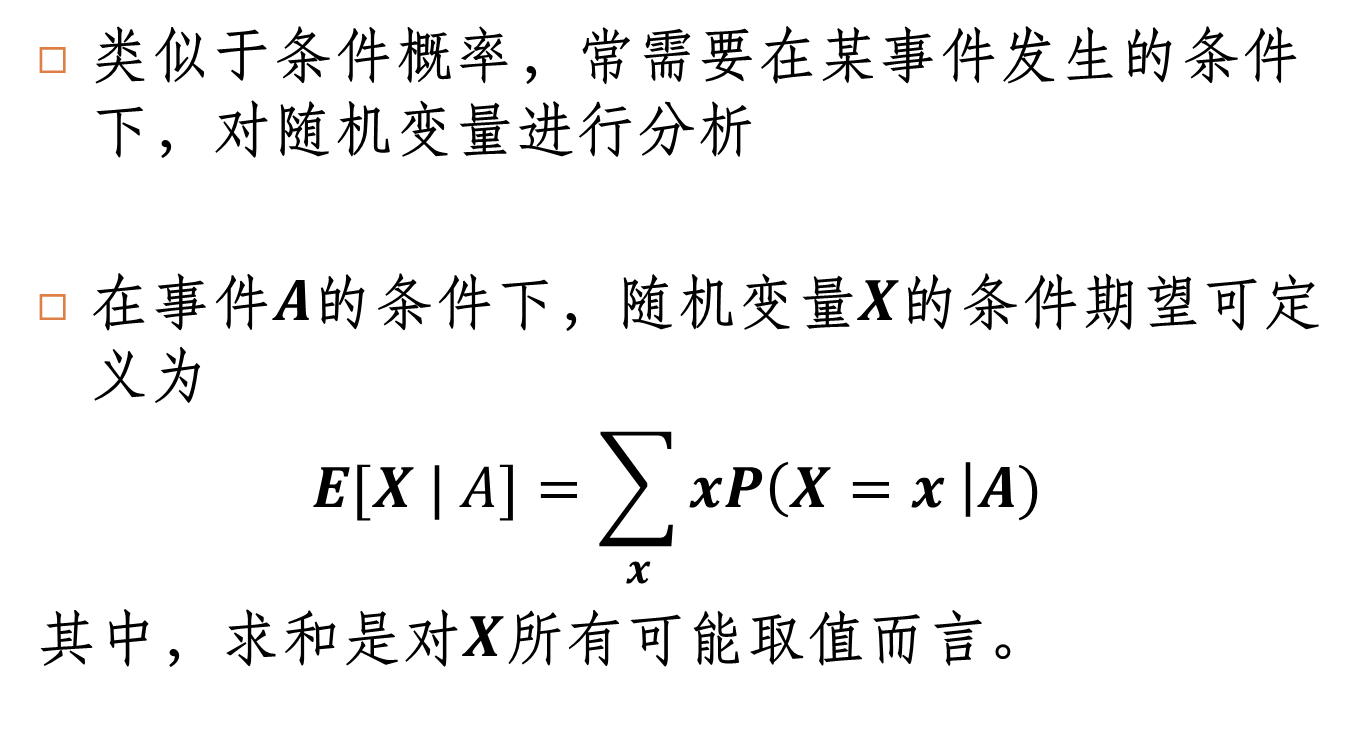 □ 类似于条件概率，常需要在某事件发生的条件
下，对随机变量进行分析
□ 在事件A的条件下，随机变量X的条件期望可定
义为
E[X | A] = ∑ xP(X = x |A)
x
其中，求和是对X所有可能取值而言。